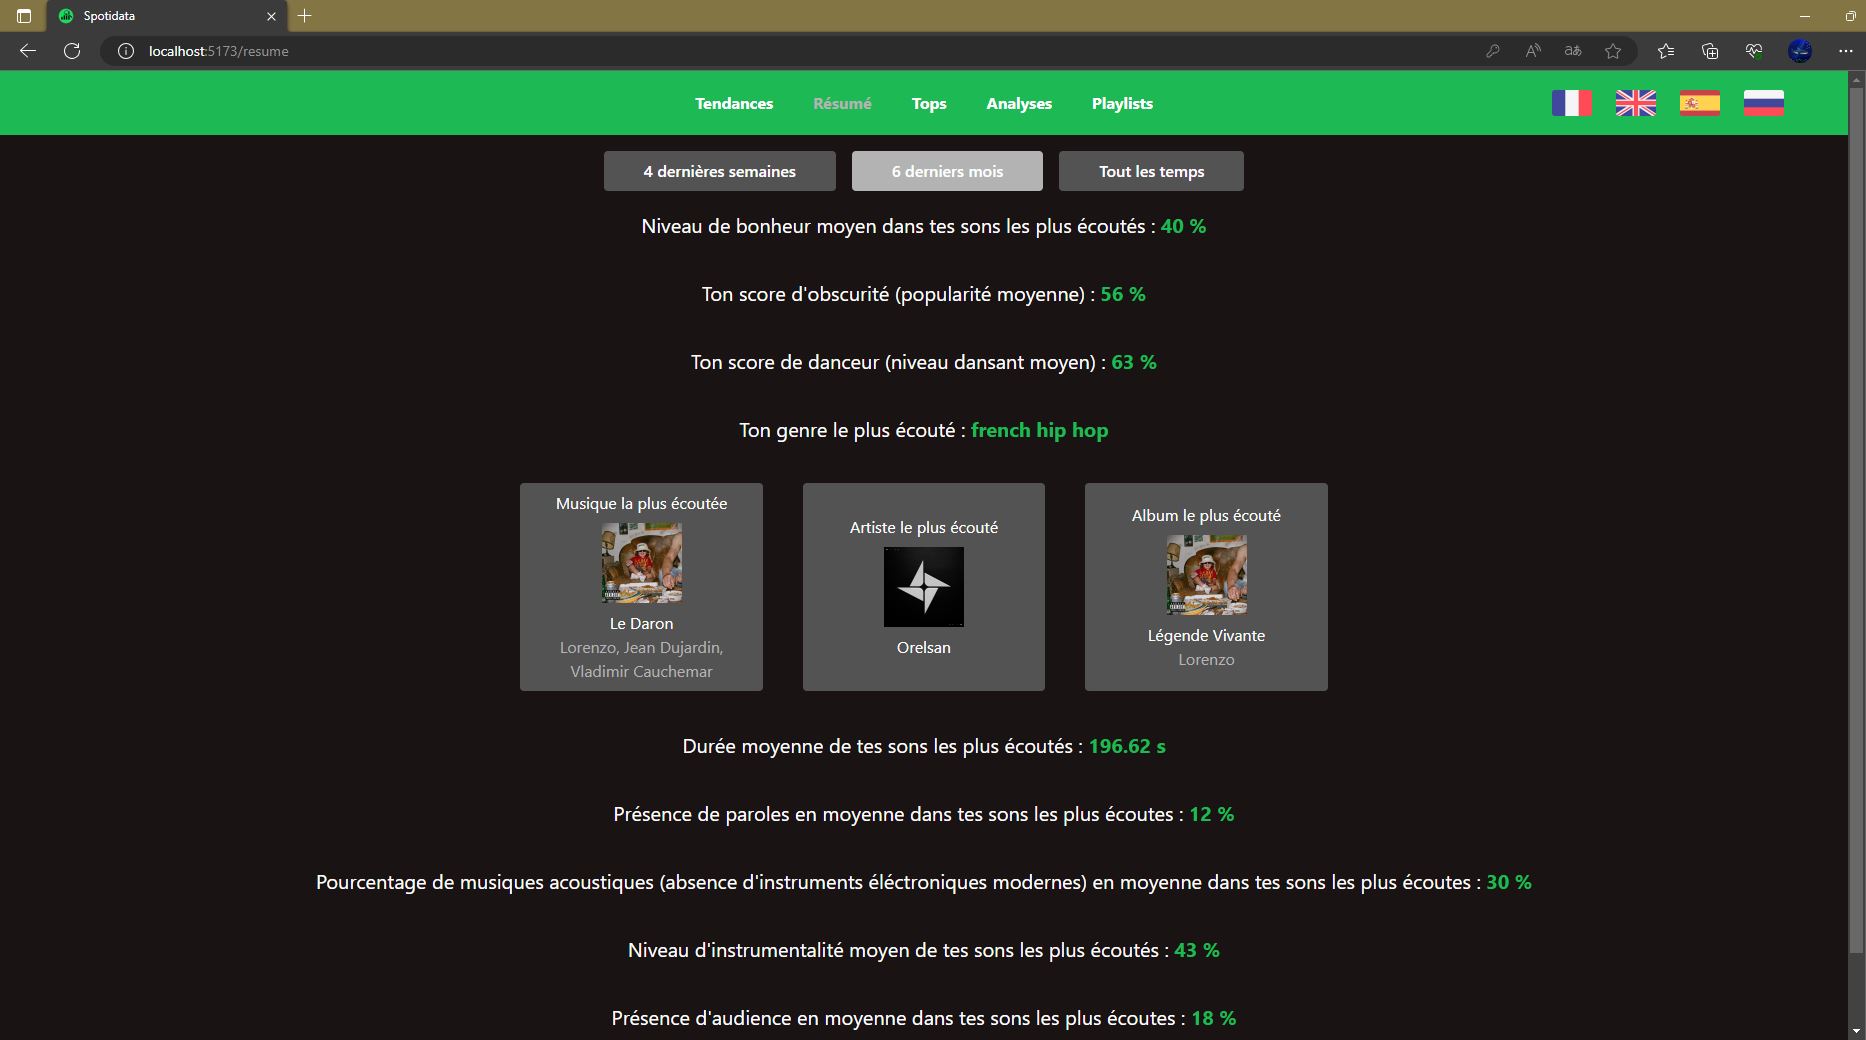 Spotidata
localhost:5173/resume
Tendances Résumé Tops Analyses Playlists
4 dernières semaines 6 derniers mois Tout les temps
Niveau de bonheur moyen dans tes sons les plus écoutés : 40 %
Ton score d'obscurité (popularité moyenne) : 56 %
Ton score de danceur (niveau dansant moyen) : 63 %
Ton genre le plus écouté : french hip hop
Musique la plus écoutée
Le Daron
Lorenzo, Jean Dujardin,
Vladimir Cauchemar
Artiste le plus écouté
Orelsan
Album le plus écouté
Légende Vivante
Lorenzo
Durée moyenne de tes sons les plus écoutés : 196.62 s
Présence de paroles en moyenne dans tes sons les plus écoutes : 12 %
Pourcentage de musiques acoustiques (absence d'instruments éléctroniques modernes) en moyenne dans tes sons les plus écoutes : 30 %
Niveau d'instrumentalité moyen de tes sons les plus écoutés : 43 %
Présence d'audience en moyenne dans tes sons les plus écoutes : 18 %